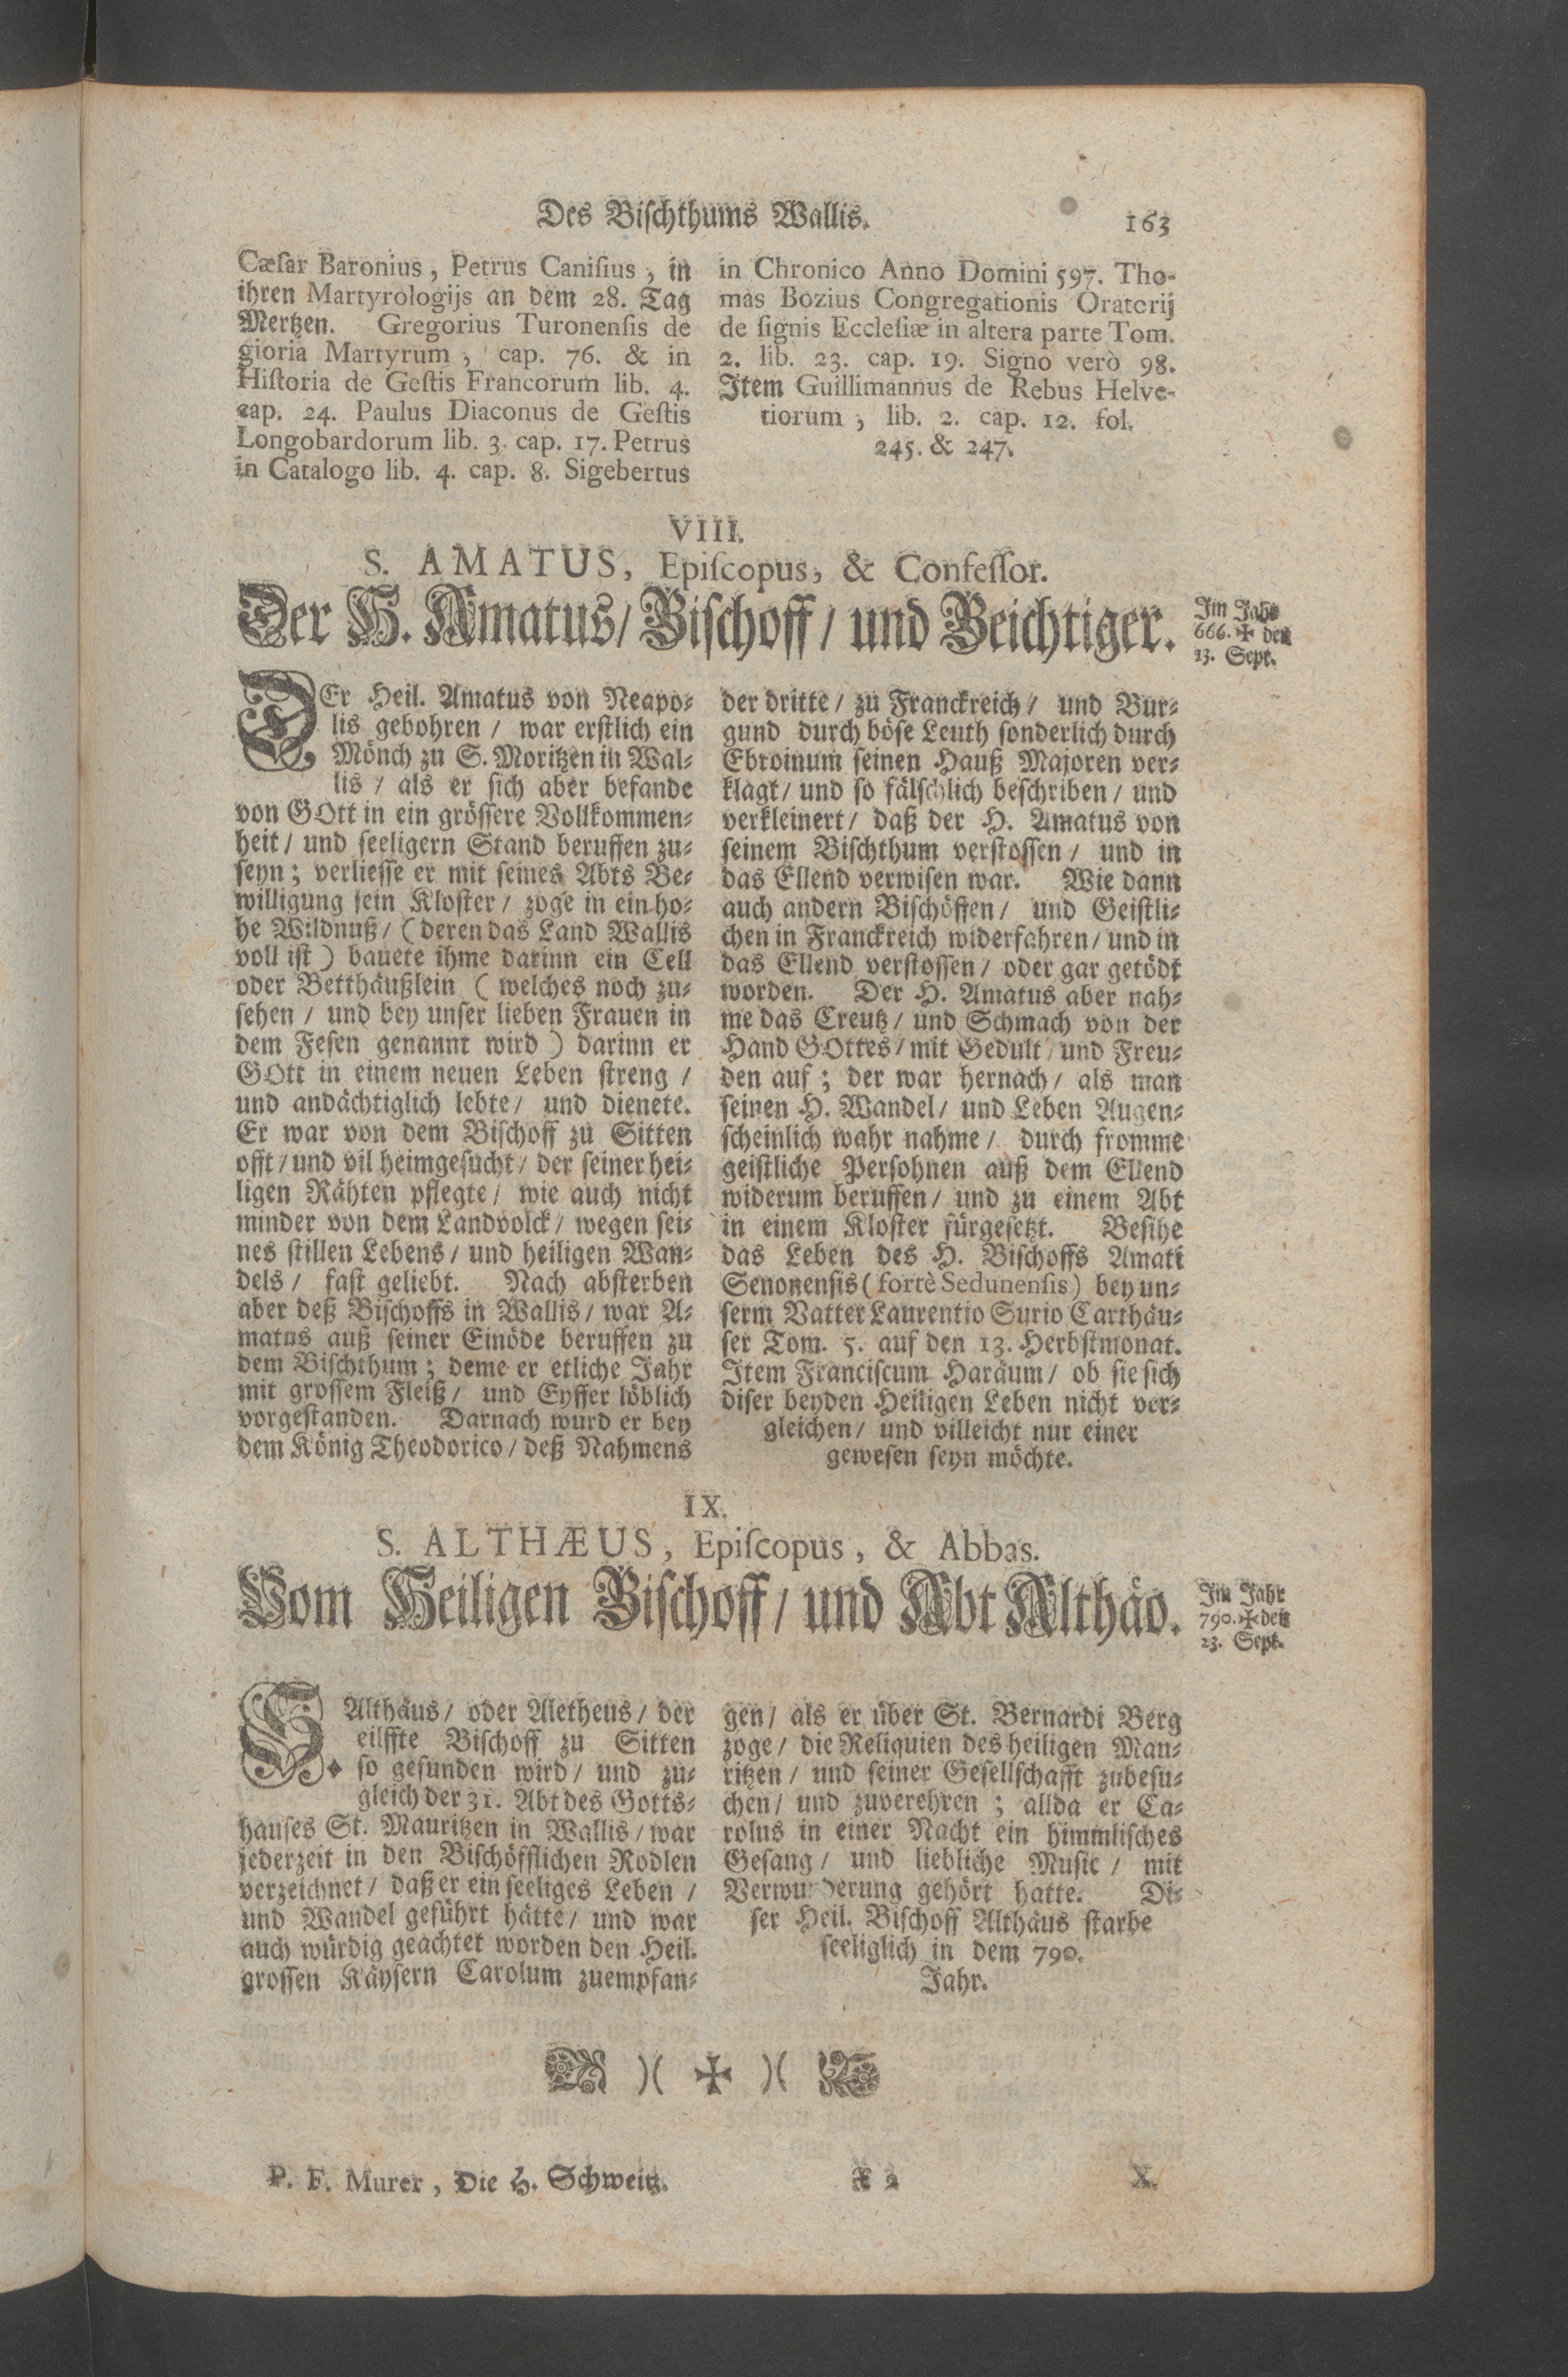 Des Bischthums Wallis.
163
Cæſar Baronius, Petrus Caniſius, in
ihren Martyrologijs an dem 28. Tag
Mertzen. Gregorius Turonenſis de
gioria Martyrum, cap. 76. & in
Hiſtoria de Geſtis Francorum lib. 4.
cap. 24. Paulus Diaconus de Geſtis
Longobardorum lib. 3. cap. 17. Petrus
in Catalogo lib. 4. cap. 8. Sigebertus
in Chronico Anno Domini 597. Tho-
mas Bozius Congregationis Oratorij
de ſignis Eccleſiæ in altera parte Tom.
2. lib. 23. cap. 19. Signo verò 98.
Item Guillimannus de Rebus Helve-
tiorum, lib. 2. cap. 12. fol.
245. & 247.
VIII.
S. AMATUS, Epiſcopus, & Confeſſor.
Der H. Amatus/ Bischoff/ und Beichtiger.
Im Jahr
666. ✠ den
13. Sept.
DEr Heil. Amatus von Neapo-
lis gebohren / war erstlich ein
Mönch zu S. Moritzen in Wal-
lis / als er sich aber befande
von GOtt in ein grössere Vollkommen-
heit / und seeligern Stand beruffen zu-
seyn; verliesse er mit seines Abts Be-
willigung sein Kloster / zoge in ein ho-
he Wildnuß / (deren das Land Wallis
voll ist) bauete ihme darinn ein Cell
oder Betthäußlein (welches noch zu-
sehen / und bey unser lieben Frauen in
dem Fesen genannt wird) darinn er
GOtt in einem neuen Leben streng /
und andächtiglich lebte / und dienete.
Er war von dem Bischoff zu Sitten
offt / und vil heimgesucht / der seiner hei-
ligen Rähten pflegte / wie auch nicht
minder von dem Landvolck / wegen sei-
nes stillen Lebens / und heiligen Wan-
dels / fast geliebt. Nach absterben
aber deß Bischoffs in Wallis / war A-
matus auß seiner Einöde beruffen zu
dem Bischthum; deme er etliche Jahr
mit grossem Fleiß / und Eyffer löblich
vorgestanden. Darnach wurd er bey
dem König Theodorico / deß Nahmens
der dritte / zu Franckreich / und Bur-
gund durch böse Leuth sonderlich durch
Ebroinum seinen Hauß Majoren ver-
klagt / und so fälschlich beschriben / und
verkleinert / daß der H. Amatus von
seinem Bischthum verstossen / und in
das Ellend verwisen war. Wie dann
auch andern Bischöffen / und Geistli-
chen in Franckreich widerfahren / und in
das Ellend verstossen / oder gar getödt
worden. Der H. Amatus aber nah-
me das Creutz / und Schmach von der
Hand GOttes / mit Gedult / und Freu-
den auf; der war hernach / als man
seinen H. Wandel / und Leben Augen-
scheinlich wahr nahme / durch fromme
geistliche Persohnen auß dem Ellend
widerum beruffen / und zu einem Abt
in einem Kloster fürgesetzt. Besihe
das Leben des H. Bischoffs Amati
Senonensis (fortè Sedunenſis) bey un-
serm Vatter Laurentio Surio Carthäu-
ser Tom. 5. auf den 13. Herbstmonat.
Item Franciscum Haräum / ob sie sich
diser beyden Heiligen Leben nicht ver-
gleichen / und villeicht nur einer
gewesen seyn möchte.
IX.
S. ALTHÆUS, Epiſcopus, & Abbas.
Vom Heiligen Bischoff / und Abt Althäo.
Im Jahr
790. ✠ den
23. Sept.
S. Althäus / oder Aletheus / der
eilffte Bischoff zu Sitten
so gefunden wird / und zu-
gleich der 31. Abt des Gotts-
hauses St. Mauritzen in Wallis / war
jederzeit in den Bischöfflichen Rodlen
verzeichnet / daß er ein seeliges Leben /
und Wandel geführt hätte / und war
auch würdig geachtet worden den Heil.
grossen Käysern Carolum zuempfan-
gen / als er über St. Bernardi Berg
zoge / die Reliquien des heiligen Mau-
ritzen / und seiner Gesellschafft zubesu-
chen / und zuverehren; allda er Ca-
rolus in einer Nacht ein himmlisches
Gesang / und liebliche Music / mit
Verwunderung gehört hatte. Di-
ser Heil. Bischoff Althäus starbe
seeliglich in dem 790.
Jahr.
)( ✠ )(
P. F. Murer, Die H. Schweitz.
X 2
X.